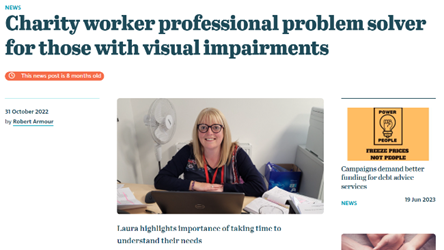 NEWS
Charity worker professional problem solver
for those with visual impairments
This news post is 8 months old
31 October 2022
by Robert Armour
Laura highlights importance of taking time to
understand their needs
POWER
PEOPLE
FREEZE PRICES
NOT PEOPLE
Campaigns demand better
funding for debt advice
services
NEWS
19 Jun 2023